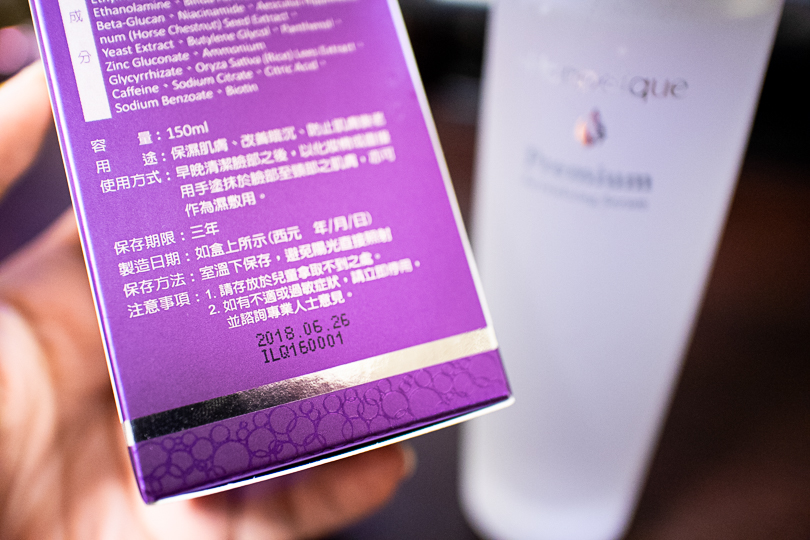 成
分
Ethanolamine
Beta-Glucan、Niacinamide、
num (Horse Chestnut) Seed Extract、
Yeast Extract、Butylene Glycol、Panthenol、
Zinc Gluconate、Ammonium
Glycyrrhizate、Oryza Sativa (Rice) Extract、
Caffeine、Sodium Citrate、Citric Acid、
Sodium Benzoate、Biotin
容 量：150ml
用 途：保濕肌膚、改善暗沉、防止肌膚
使用方式：早晚清潔臉部之後，以化妝棉或直接
用手塗抹於臉部至頸部之肌膚，亦可
作為濕敷用。
保存期限：三年
製造日期：如盒上所示(西元 年/月/日)
保存方法：室溫下保存，避免陽光直接照射
注意事項：1. 請存放於兒童拿取不到之處。
2. 如有不適或過敏症狀，請立即停用，
並諮詢專業人士意見。
2018.06.26
ILQ160001
Premium